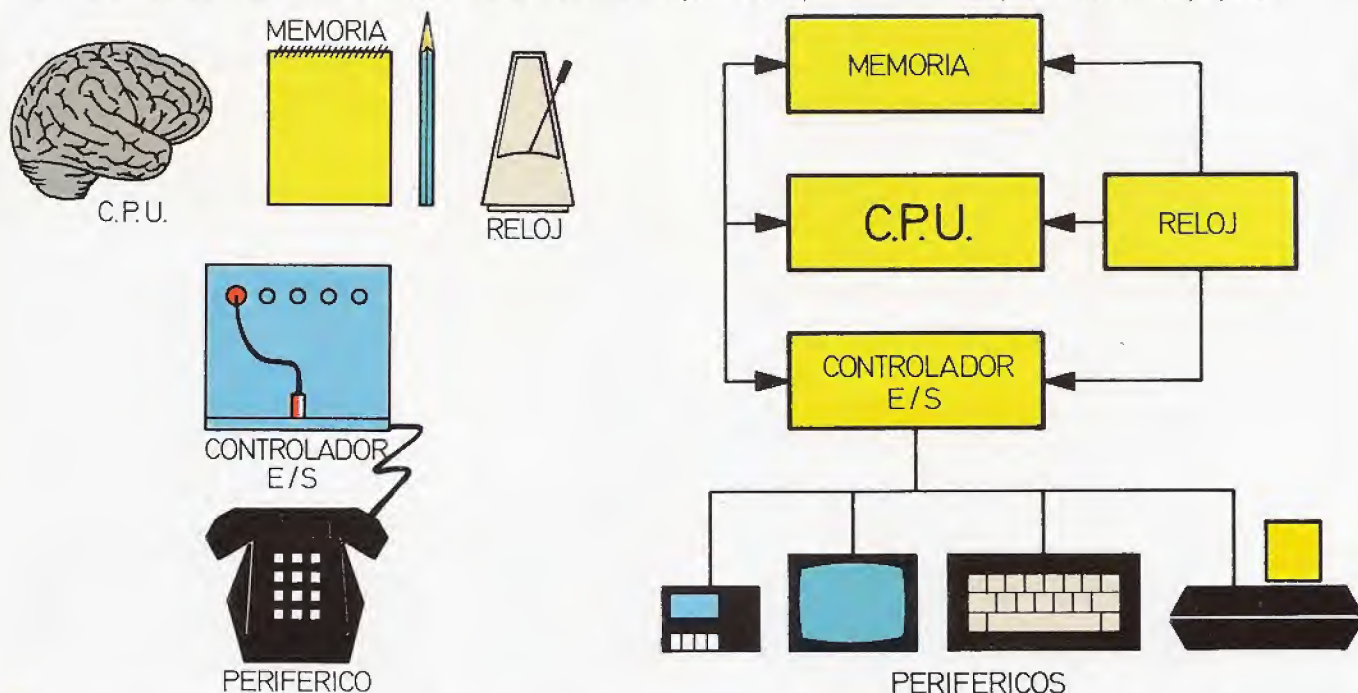 MEMORIA
C.P.U.
RELOJ
CONTROLADOR
E/S
PERIFERICO
MEMORIA
C.P.U.
RELOJ
CONTROLADOR
E/S
PERIFERICOS